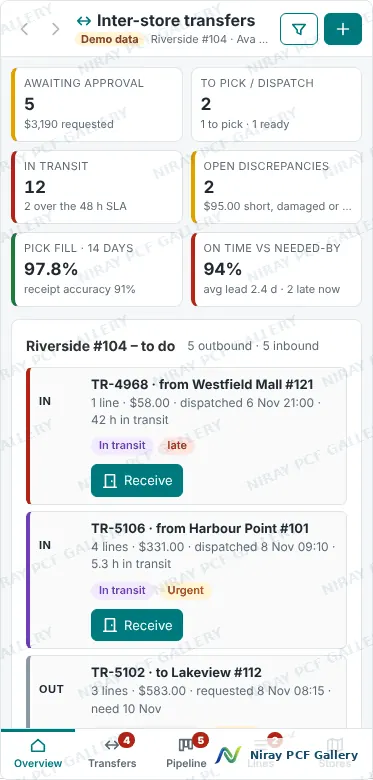 Inter-store transfers
Demo data Riverside #104 · Ava ...
AWAITING APPROVAL
5
$3,190 requested
TO PICK / DISPATCH
2
1 to pick · 1 ready
IN TRANSIT
12
2 over the 48 h SLA
OPEN DISCREPANCIES
2
$95.00 short, damaged or ...
PICK FILL · 14 DAYS
97.8%
receipt accuracy 91%
ON TIME VS NEEDED-BY
94%
avg lead 2.4 d · 2 late now
Riverside #104 – to do 5 outbound · 5 inbound
IN
TR-4968 · from Westfield Mall #121
1 line · $58.00 · dispatched 6 Nov 21:00 ·
42 h in transit
In transit late
Receive
IN
TR-5106 · from Harbour Point #101
4 lines · $331.00 · dispatched 8 Nov 09:10 ·
5.3 h in transit
In transit Urgent
Receive
OUT
TR-5102 · to Lakeview #112
3 lines · $583.00 · requested 8 Nov 08:15 ·
need 10 Nov
4 5 2
Overview Transfers Pipeline Lines Stores
Niray PCF Gallery
NIRAY PCF GALLERY